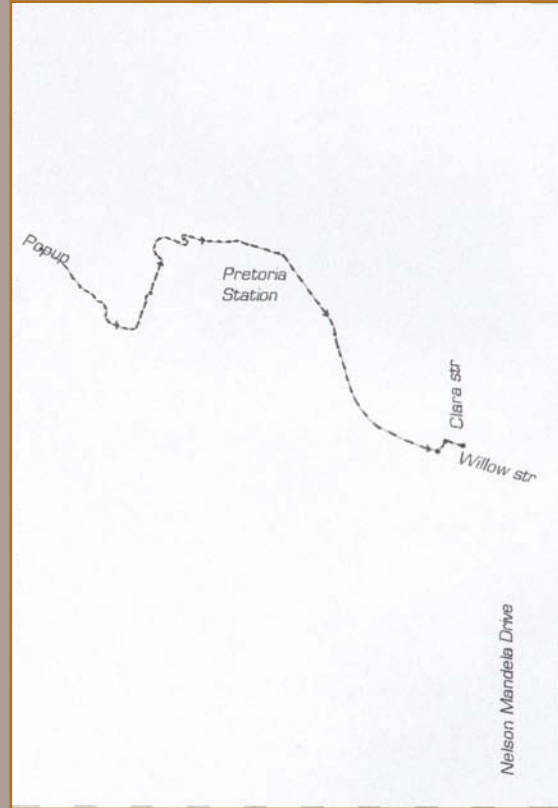 Popup
S
Pretoria
Station
Clara str
Willow str
Nelson Mandela Drive